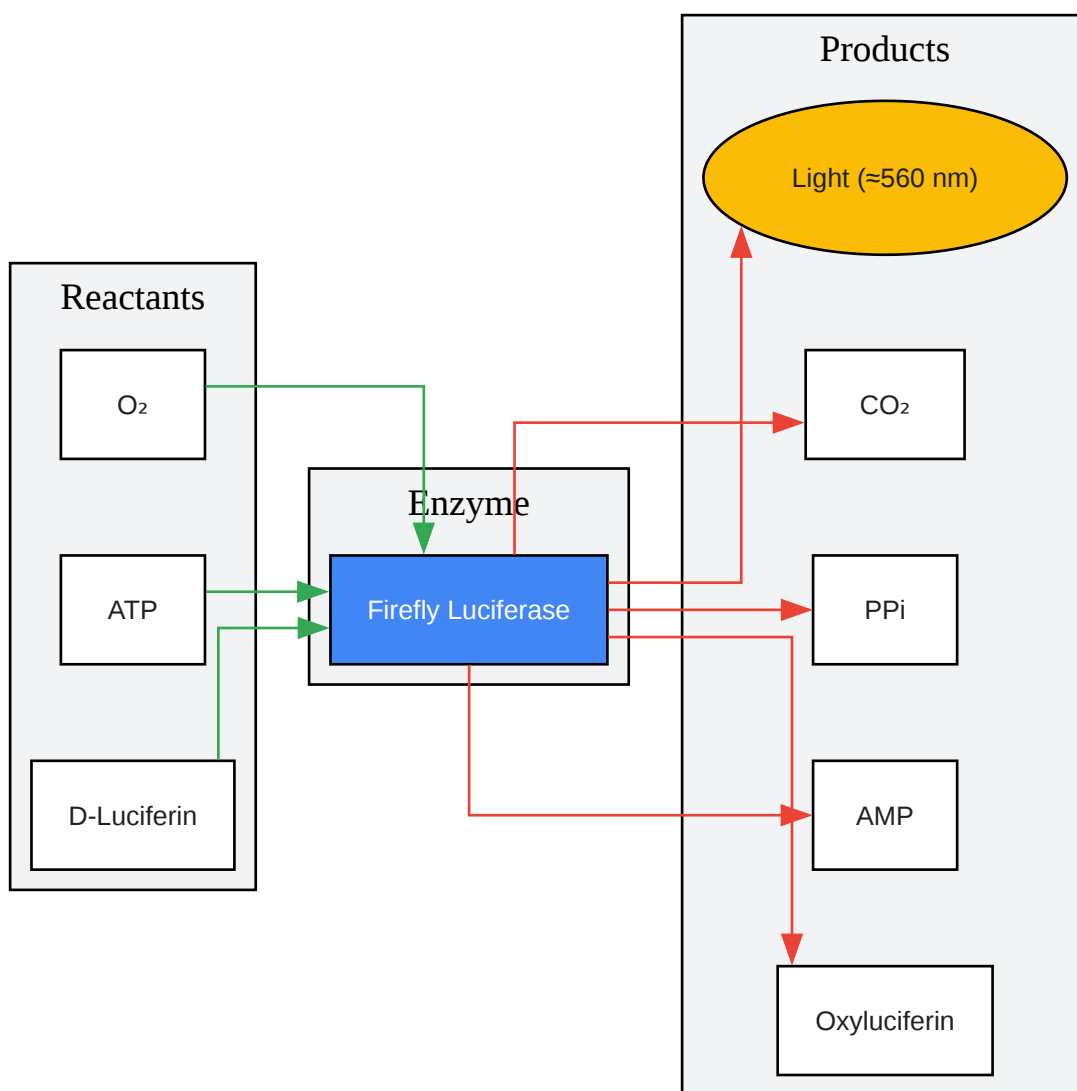 Reactants
O₂
ATP
D-Luciferin
Enzyme
Firefly Luciferase
Products
Light (≈560 nm)
CO₂
PPi
AMP
Oxyluciferin